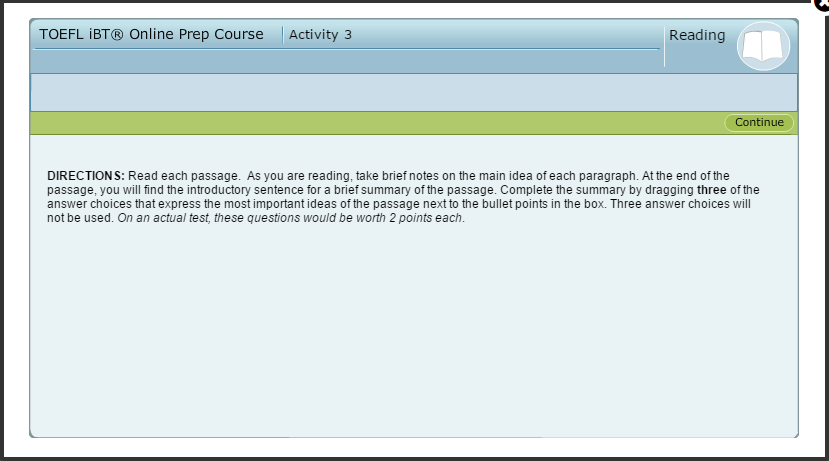 TOEFL iBT® Online Prep Course Activity 3 Reading
Continue
DIRECTIONS: Read each passage. As you are reading, take brief notes on the main idea of each paragraph. At the end of the
passage, you will find the introductory sentence for a brief summary of the passage. Complete the summary by dragging three of the
answer choices that express the most important ideas of the passage next to the bullet points in the box. Three answer choices will
not be used. On an actual test, these questions would be worth 2 points each.